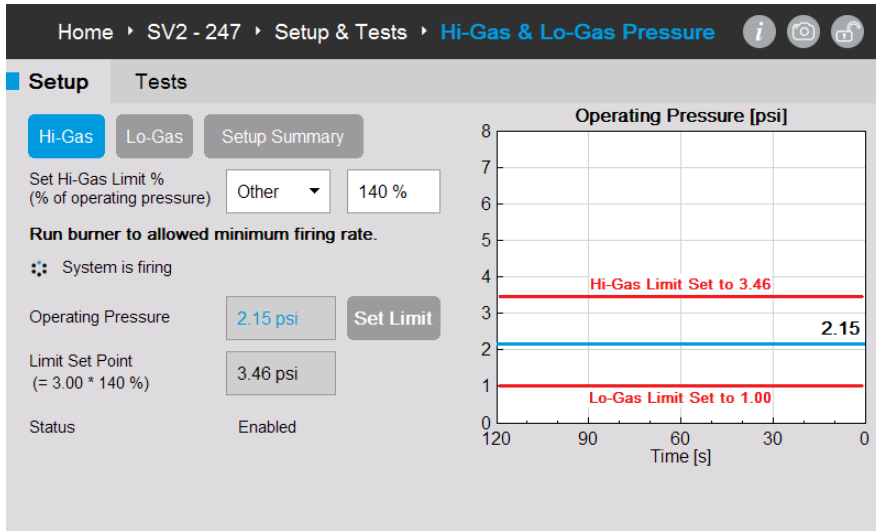 Home ‣ SV2 - 247 ‣ Setup & Tests ‣ Hi-Gas & Lo-Gas Pressure
i
Setup Tests
Hi-Gas Lo-Gas Setup Summary
Set Hi-Gas Limit %
(% of operating pressure)
Other 140 %
Run burner to allowed minimum firing rate.
System is firing
Operating Pressure 2.15 psi Set Limit
Limit Set Point
(= 3.00 * 140 %)
3.46 psi
Status Enabled
Operating Pressure [psi]
8
7
6
5
4
3
2
1
0
Hi-Gas Limit Set to 3.46
2.15
Lo-Gas Limit Set to 1.00
120 90 60 30 0
Time [s]